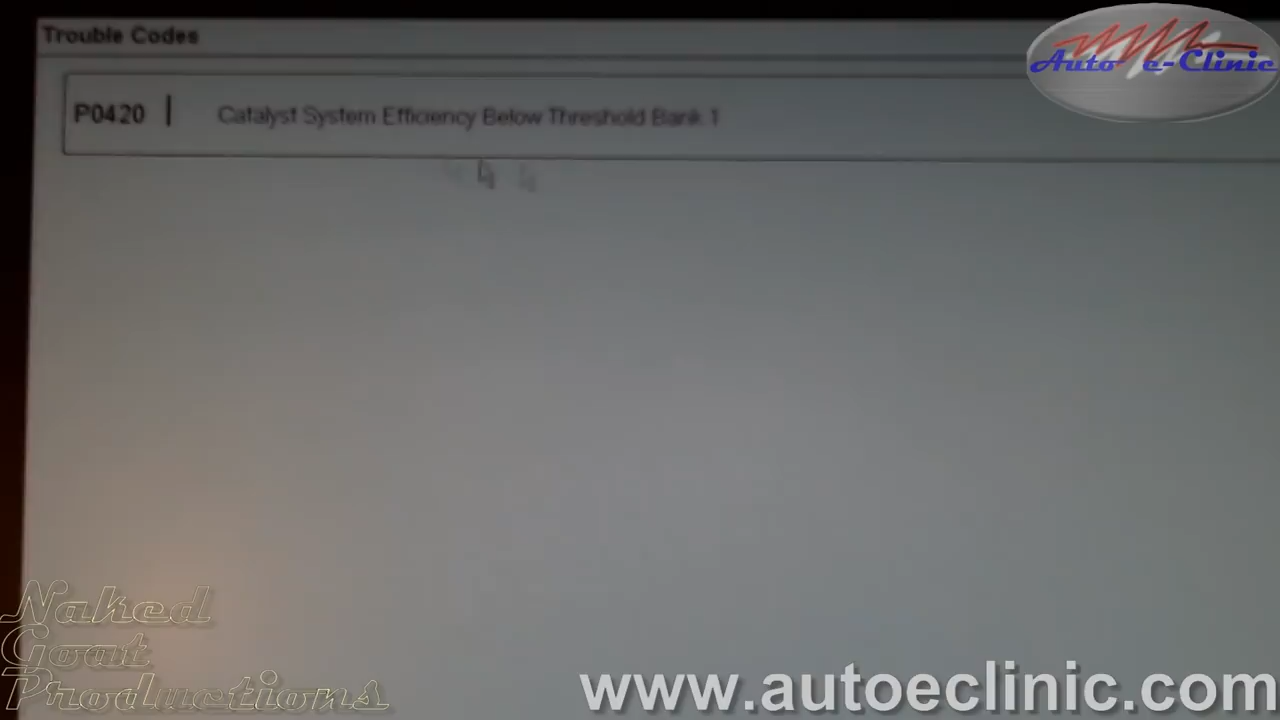 Trouble Codes
Auto e-Clinic
P0420 | Catalyst System Efficiency Below Threshold Bank 1
Naked
Goat
Productions
www.autoeclinic.com